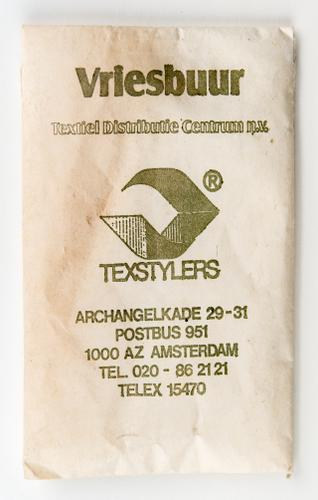 Vriesbuur
Textiel Distributie Centrum n.v.
®
TEXSTYLERS
ARCHANGELKADE 29-31
POSTBUS 951
1000 AZ AMSTERDAM
TEL. 020 - 86 21 21
TELEX 15470